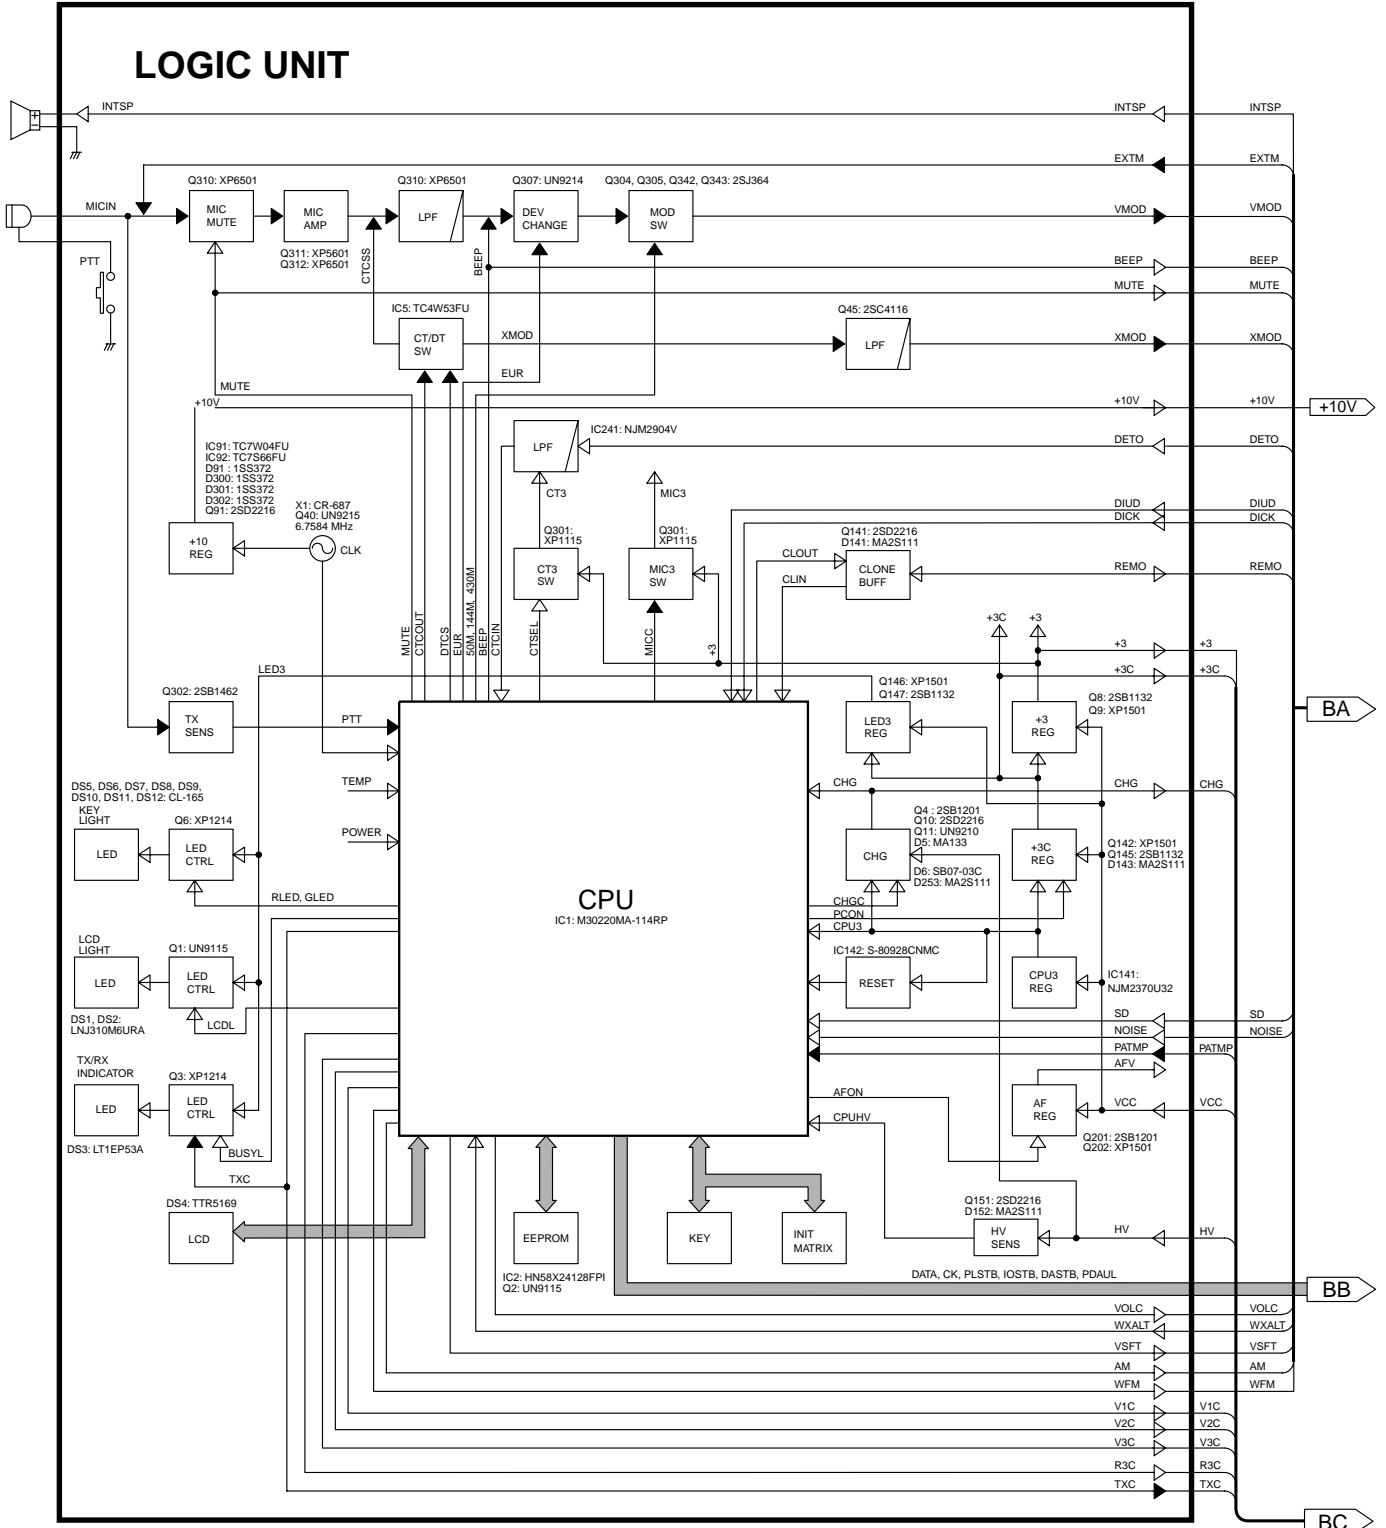 LOGIC UNIT
INTSP
INTSP
INTSP
EXTM
EXTM
Q310: XP6501
Q310: XP6501
Q307: UN9214
Q304, Q305, Q342, Q343: 2SJ364
MICIN
MIC
MUTE
MIC
AMP
LPF
DEV
CHANGE
MOD
SW
VMOD
VMOD
Q311: XP5601
Q312: XP6501
PTT
CTCSS
BEEP
BEEP
BEEP
MUTE
MUTE
IC5: TC4W53FU
Q45: 2SC4116
CT/DT
SW
XMOD
LPF
XMOD
XMOD
EUR
MUTE
+10V
+10V
+10V
+10V
IC91: TC7W04FU
IC92: TC7S66FU
D91 : 1SS372
D300: 1SS372
D301: 1SS372
D302: 1SS372
Q91: 2SD2216
LPF
IC241: NJM2904V
DETO
DETO
CT3
MIC3
X1: CR-687
Q40: UN9215
6.7584 MHz
CLK
+10
REG
DIUD
DIUD
DICK
DICK
Q301:
XP1115
Q301:
XP1115
Q141: 2SD2216
D141: MA2S111
CT3
SW
MIC3
SW
CLOUT
CLIN
CLONE
BUFF
REMO
REMO
MUTE
CTCOUT
DTCS
EUR
50M, 144M, 430M
BEEP
CTCIN
CTSEL
MICC
+3
+3C
+3
+3
+3
+3C
+3C
LED3
Q302: 2SB1462
TX
SENS
PTT
Q146: XP1501
Q147: 2SB1132
LED3
REG
Q8: 2SB1132
Q9: XP1501
+3
REG
BA
TEMP
POWER
CHG
CHG
CHG
DS5, DS6, DS7, DS8, DS9,
DS10, DS11, DS12: CL-165
KEY
LIGHT
Q6: XP1214
LED
LED
CTRL
RLED, GLED
Q4 : 2SB1201
Q10: 2SD2216
Q11: UN9210
D5: MA133
CHG
D6: SB07-03C
D253: MA2S111
+3C
REG
Q142: XP1501
Q145: 2SB1132
D143: MA2S111
CPU
IC1: M30220MA-114RP
CHGC
PCON
CPU3
LCD
LIGHT
Q1: UN9115
LED
LED
CTRL
LCDL
DS1, DS2:
LNJ310M6URA
IC142: S-80928CNMC
RESET
CPU3
REG
IC141:
NJM2370U32
SD
SD
NOISE
NOISE
PATMP
PATMP
AFV
TX/RX
INDICATOR
Q3: XP1214
LED
LED
CTRL
BUSYL
DS3: LT1EP53A
TXC
AFON
CPUHV
AF
REG
VCC
VCC
Q201: 2SB1201
Q202: XP1501
DS4: TTR5169
LCD
EEPROM
IC2: HN58X24128FPI
Q2: UN9115
KEY
INIT
MATRIX
Q151: 2SD2216
D152: MA2S111
HV
SENS
HV
HV
DATA, CK, PLSTB, IOSTB, DASTB, PDAUL
BB
VOLC
VOLC
WXALT
WXALT
VSFT
VSFT
AM
AM
WFM
WFM
V1C
V1C
V2C
V2C
V3C
V3C
R3C
R3C
TXC
TXC
BC